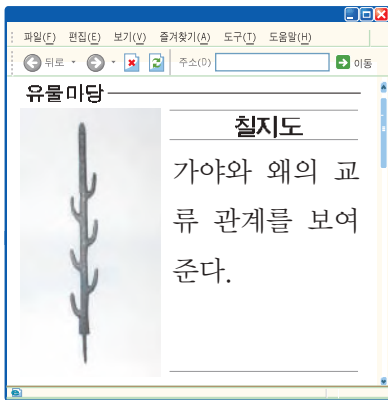 파일(F) 편집(E) 보기(V) 즐겨찾기(A) 도구(T) 도움말(H)
뒤로 주소(D) 이동
유물마당
칠지도
가야와 왜의 교
류 관계를 보여
준다.